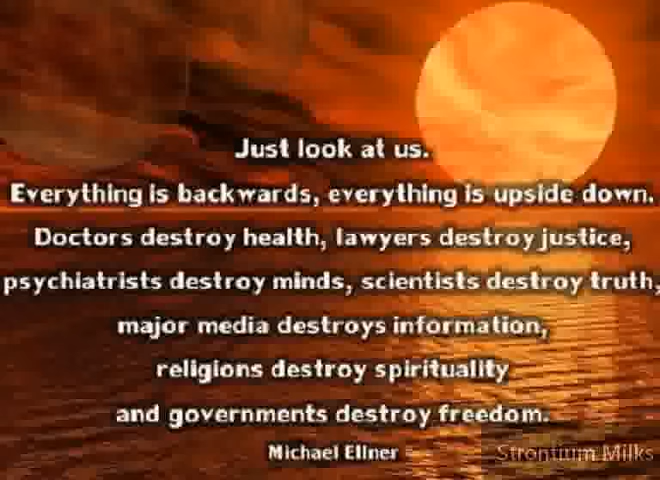 Just look at us.
Everything is backwards, everything is upside down.
Doctors destroy health, lawyers destroy justice,
psychiatrists destroy minds, scientists destroy truth,
major media destroys information,
religions destroy spirituality
and governments destroy freedom.
Michael Ellner
Strontium Milks